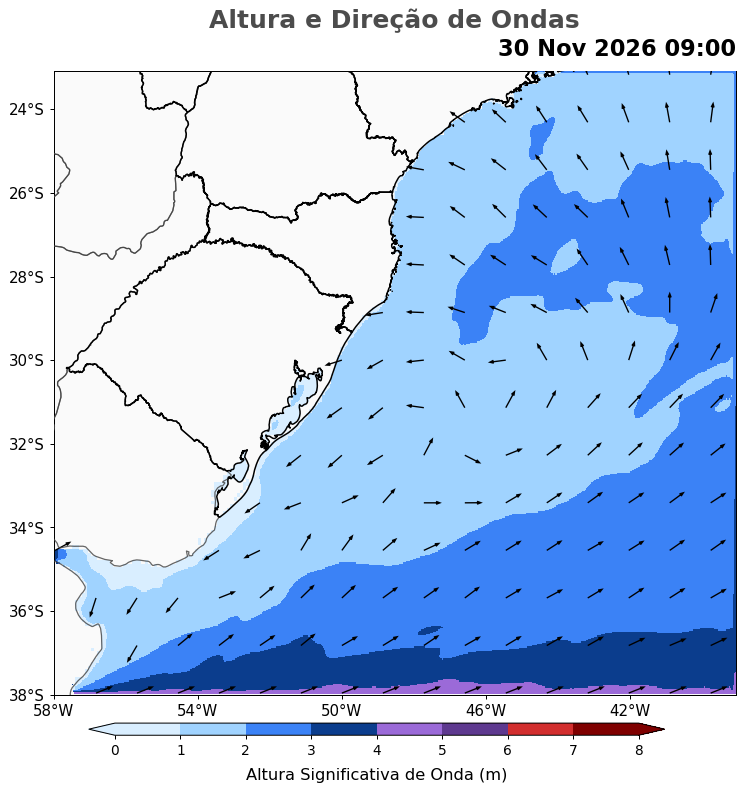 Altura e Direção de Ondas
30 Nov 2026 09:00
24°S
26°S
28°S
30°S
32°S
34°S
36°S
38°S
58°W 54°W 50°W 46°W 42°W
0 1 2 3 4 5 6 7 8
Altura Significativa de Onda (m)